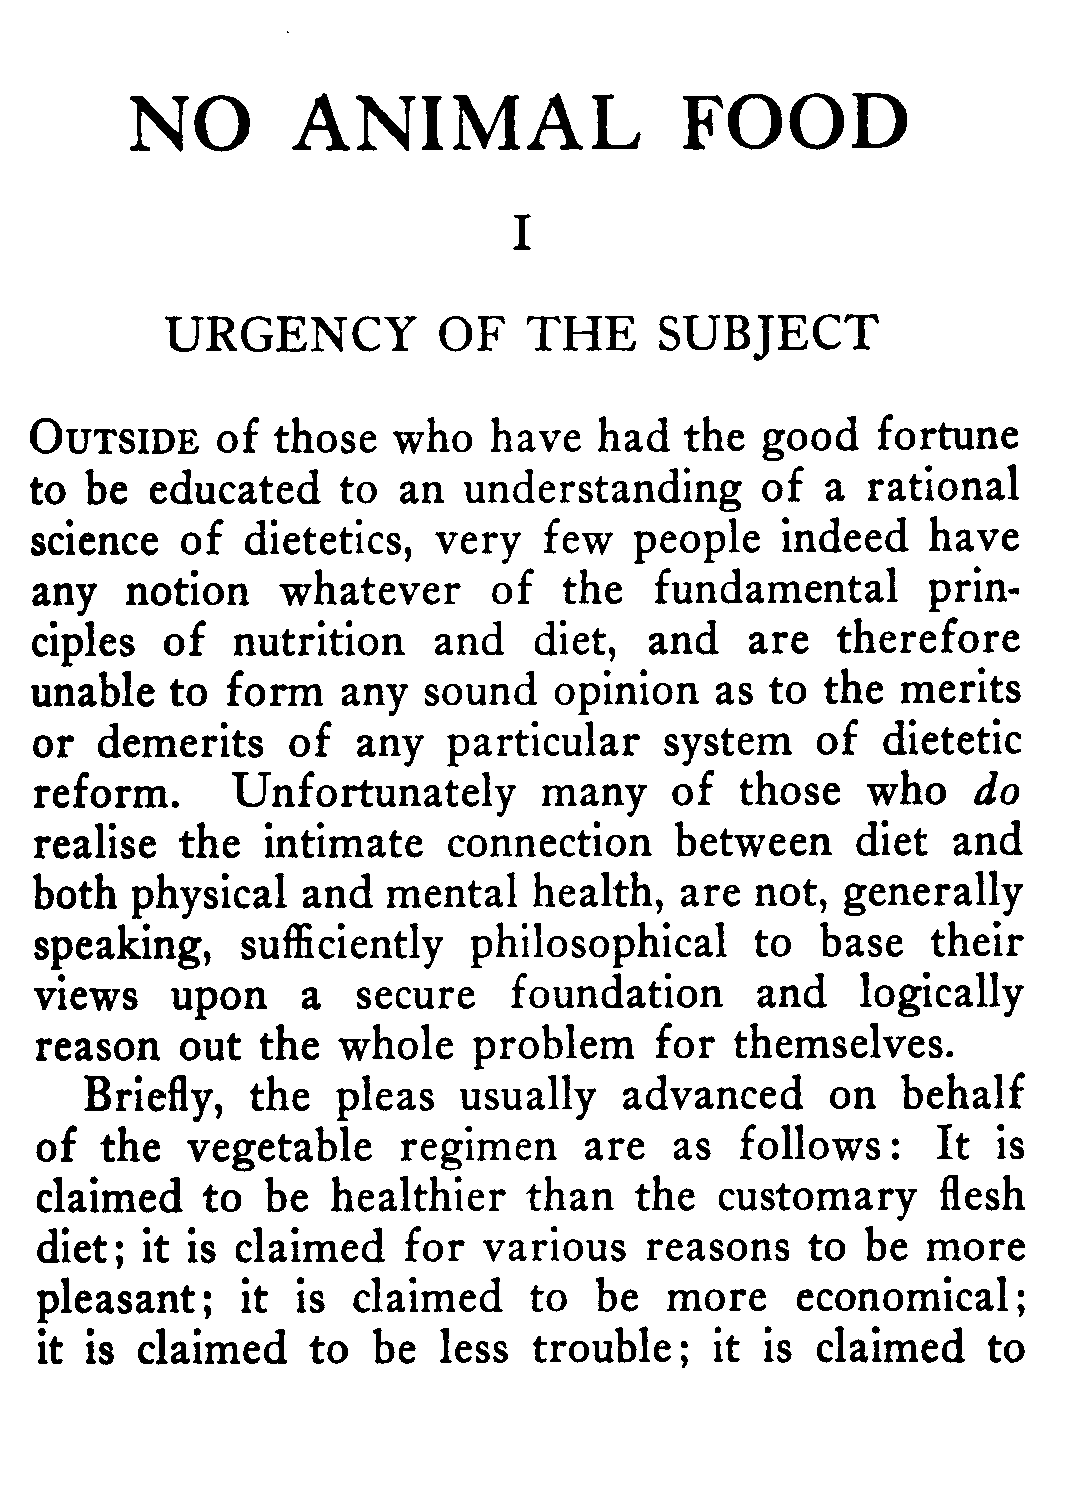 NO ANIMAL FOOD
I
URGENCY OF THE SUBJECT
OUTSIDE of those who have had the good fortune
to be educated to an understanding of a rational
science of dietetics, very few people indeed have
any notion whatever of the fundamental prin-
ciples of nutrition and diet, and are therefore
unable to form any sound opinion as to the merits
or demerits of any particular system of dietetic
reform. Unfortunately many of those who do
realise the intimate connection between diet and
both physical and mental health, are not, generally
speaking, sufficiently philosophical to base their
views upon a secure foundation and logically
reason out the whole problem for themselves.
Briefly, the pleas usually advanced on behalf
of the vegetable regimen are as follows: It is
claimed to be healthier than the customary flesh
diet; it is claimed for various reasons to be more
pleasant; it is claimed to be more economical;
it is claimed to be less trouble; it is claimed to